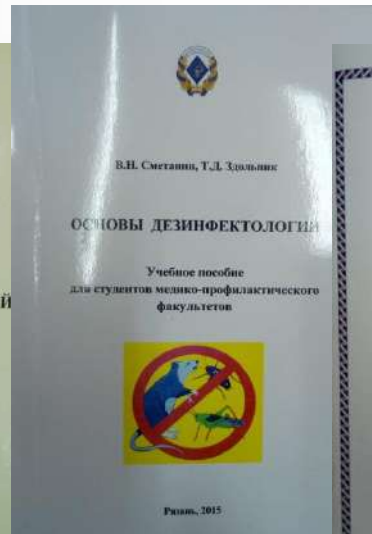 В.Н. Сметанин, Т.Д. Здольник
ОСНОВЫ ДЕЗИНФЕКТОЛОГИИ
Учебное пособие
для студентов медико-профилактического
факультетов
Й
Рязань, 2015